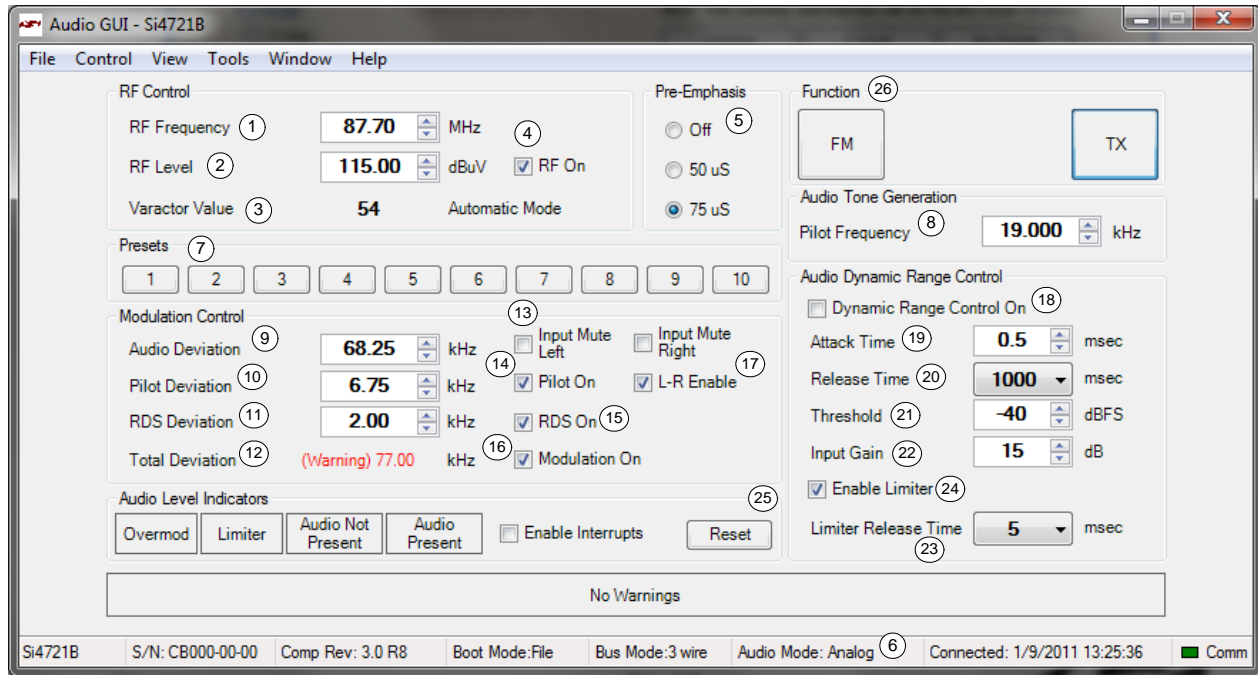 Audio GUI - Si4721B
File Control View Tools Window Help
RF Control
RF Frequency 1 87.70 MHz 4
RF Level 2 115.00 dBuV RF On
Varactor Value 3 54 Automatic Mode
Pre-Emphasis
Off 5
50 uS
75 uS
Function 26
FM TX
Audio Tone Generation
Pilot Frequency 8 19.000 kHz
Presets 7
1 2 3 4 5 6 7 8 9 10
Modulation Control 13
Audio Deviation 9 68.25 kHz Input Mute Left Input Mute Right
Pilot Deviation 10 6.75 kHz 14 Pilot On L-R Enable 17
RDS Deviation 11 2.00 kHz RDS On 15
Total Deviation 12 (Warning) 77.00 kHz 16 Modulation On
Audio Level Indicators 25
Overmod Limiter Audio Not Present Audio Present Enable Interrupts Reset
Audio Dynamic Range Control
Dynamic Range Control On 18
Attack Time 19 0.5 msec
Release Time 20 1000 msec
Threshold 21 -40 dBFS
Input Gain 22 15 dB
Enable Limiter 24
Limiter Release Time 5 msec
23
No Warnings
Si4721B S/N: CB000-00-00 Comp Rev: 3.0 R8 Boot Mode:File Bus Mode:3 wire Audio Mode: Analog 6 Connected: 1/9/2011 13:25:36 Comm